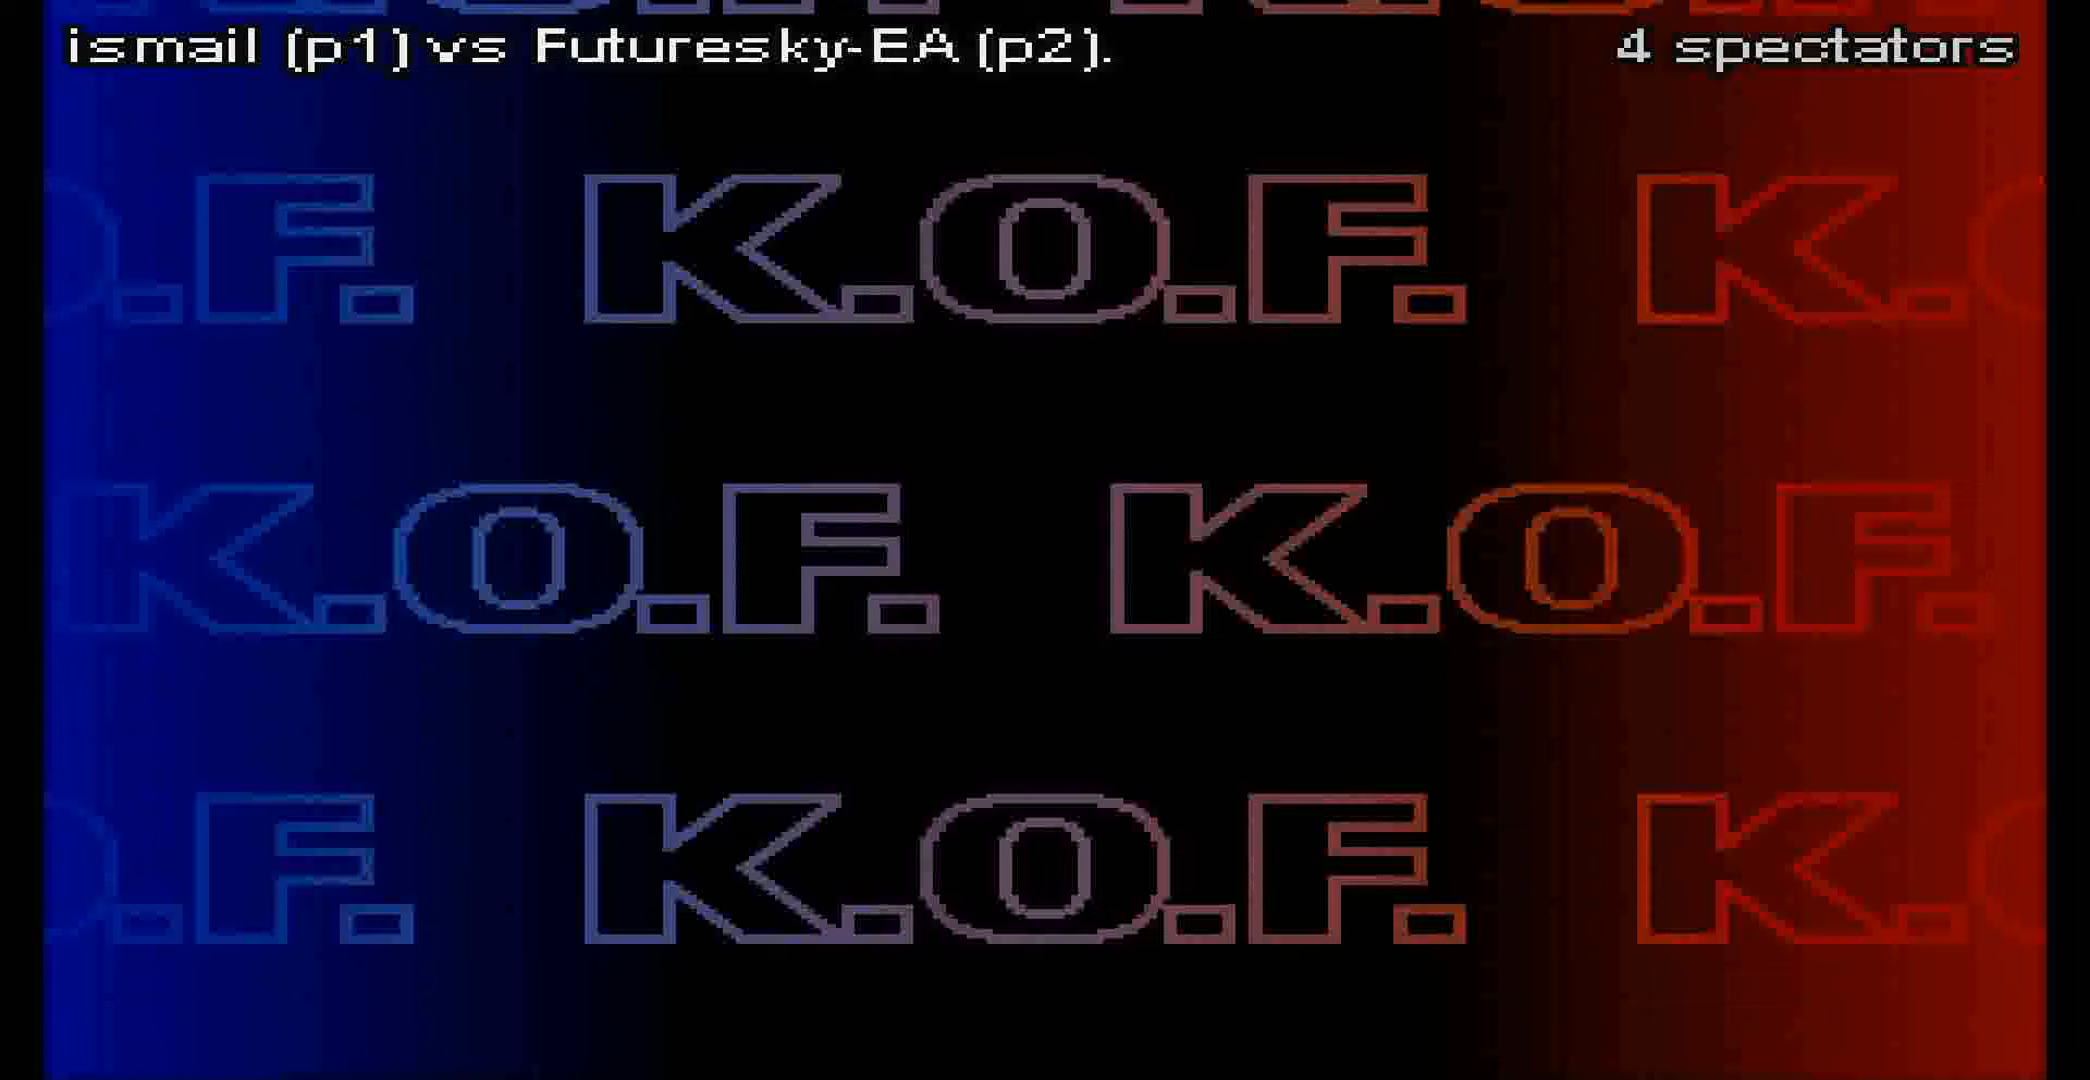 ismail (p1) vs Futuresky-EA (p2). 4 spectators
.F. K.O.F. K.
K.O.F. K.O.F.
.F. K.O.F. K.